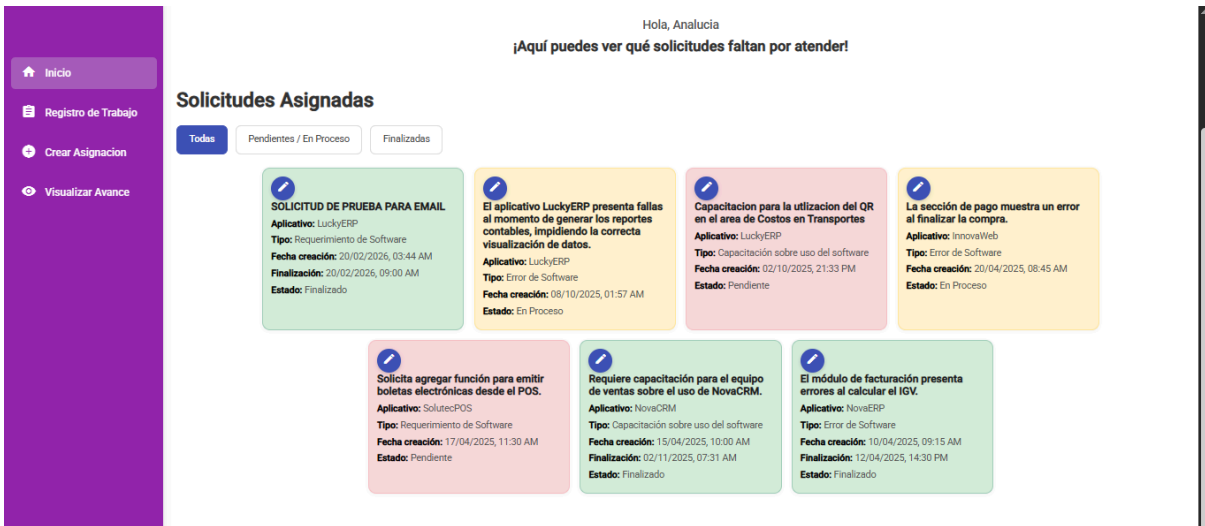 Hola, Analucia
¡Aquí puedes ver qué solicitudes faltan por atender!
Inicio
Registro de Trabajo
Crear Asignacion
Visualizar Avance
Solicitudes Asignadas
Todas
Pendientes / En Proceso
Finalizadas
SOLICITUD DE PRUEBA PARA EMAIL
Aplicativo: LuckyERP
Tipo: Requerimiento de Software
Fecha creación: 20/02/2026, 03:44 AM
Finalización: 20/02/2026, 09:00 AM
Estado: Finalizado
El aplicativo LuckyERP presenta fallas
al momento de generar los reportes
contables, impidiendo la correcta
visualización de datos.
Aplicativo: LuckyERP
Tipo: Error de Software
Fecha creación: 08/10/2025, 01:57 AM
Estado: En Proceso
Capacitacion para la utlizacion del QR
en el area de Costos en Transportes
Aplicativo: LuckyERP
Tipo: Capacitación sobre uso del software
Fecha creación: 02/10/2025, 21:33 PM
Estado: Pendiente
La sección de pago muestra un error
al finalizar la compra.
Aplicativo: InnovaWeb
Tipo: Error de Software
Fecha creación: 20/04/2025, 08:45 AM
Estado: En Proceso
Solicita agregar función para emitir
boletas electrónicas desde el POS.
Aplicativo: SolutecPOS
Tipo: Requerimiento de Software
Fecha creación: 17/04/2025, 11:30 AM
Estado: Pendiente
Requiere capacitación para el equipo
de ventas sobre el uso de NovaCRM.
Aplicativo: NovaCRM
Tipo: Capacitación sobre uso del software
Fecha creación: 15/04/2025, 10:00 AM
Finalización: 02/11/2025, 07:31 AM
Estado: Finalizado
El módulo de facturación presenta
errores al calcular el IGV.
Aplicativo: NovaERP
Tipo: Error de Software
Fecha creación: 10/04/2025, 09:15 AM
Finalización: 12/04/2025, 14:30 PM
Estado: Finalizado